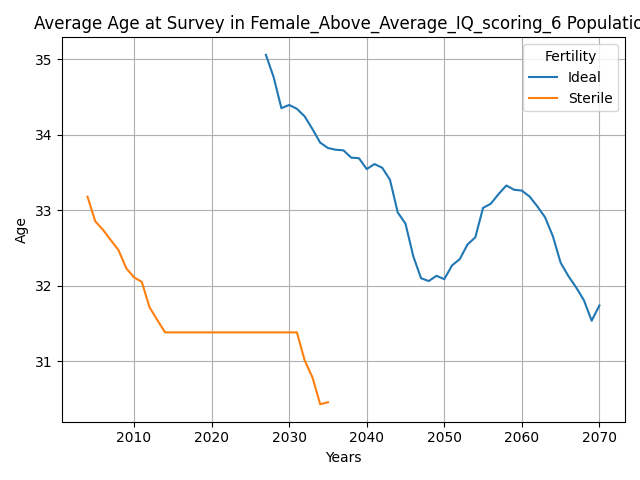 Average Age at Survey in Female_Above_Average_IQ_scoring_6 Populatio
Fertility
Ideal
Sterile
Age
35
34
33
32
31
2010 2020 2030 2040 2050 2060 2070
Years